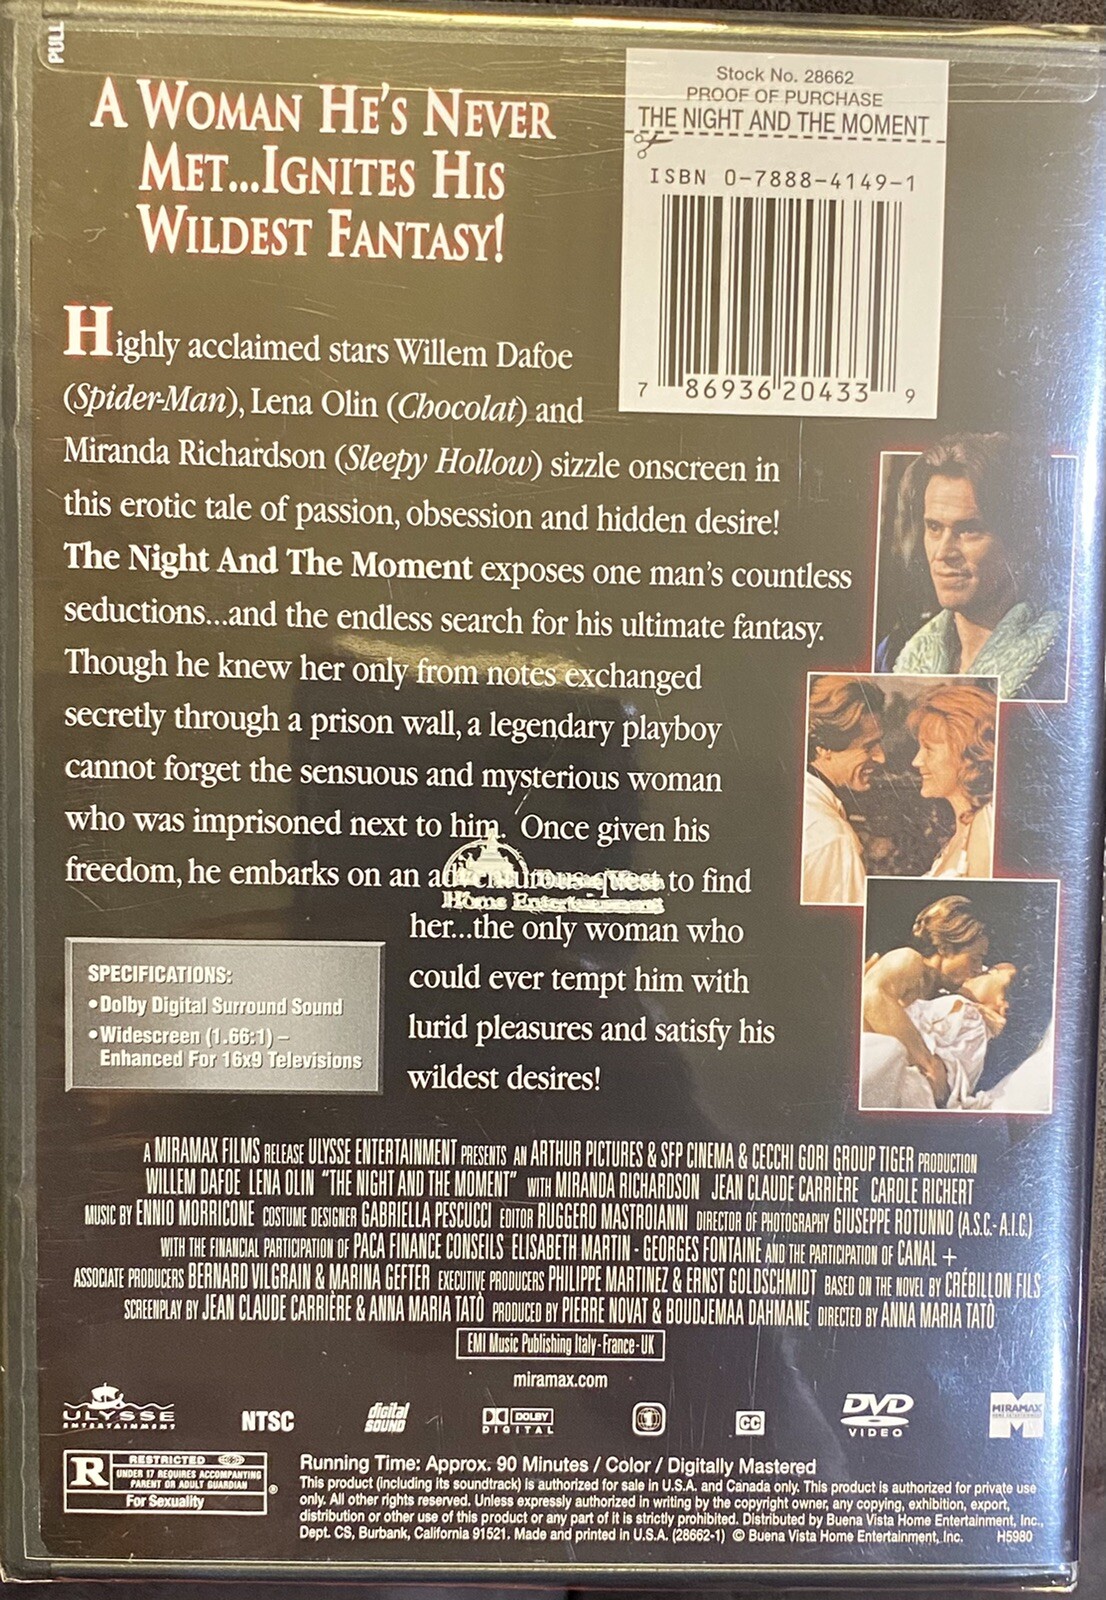 PULL
A WOMAN HE'S NEVER
MET...IGNITES HIS
WILDEST FANTASY!
Stock No. 28662
PROOF OF PURCHASE
THE NIGHT AND THE MOMENT
ISBN 0-7888-4149-1
7 86936 20433 9
Highly acclaimed stars Willem Dafoe
(Spider-Man), Lena Olin (Chocolat) and
Miranda Richardson (Sleepy Hollow) sizzle onscreen in
this erotic tale of passion, obsession and hidden desire!
The Night And The Moment exposes one man's countless
seductions...and the endless search for his ultimate fantasy.
Though he knew her only from notes exchanged
secretly through a prison wall, a legendary playboy
cannot forget the sensuous and mysterious woman
who was imprisoned next to him. Once given his
freedom, he embarks on an adventurous quest to find
Home Entertainment
her...the only woman who
could ever tempt him with
lurid pleasures and satisfy his
wildest desires!
SPECIFICATIONS:
•Dolby Digital Surround Sound
•Widescreen (1.66:1) –
Enhanced For 16x9 Televisions
A MIRAMAX FILMS RELEASE ULYSSE ENTERTAINMENT PRESENTS AN ARTHUR PICTURES & SFP CINEMA & CECCHI GORI GROUP TIGER PRODUCTION
WILLEM DAFOE LENA OLIN "THE NIGHT AND THE MOMENT" WITH MIRANDA RICHARDSON JEAN CLAUDE CARRIÈRE CAROLE RICHERT
MUSIC BY ENNIO MORRICONE COSTUME DESIGNER GABRIELLA PESCUCCI EDITOR RUGGERO MASTROIANNI DIRECTOR OF PHOTOGRAPHY GIUSEPPE ROTUNNO (A.S.C.-A.I.C.)
WITH THE FINANCIAL PARTICIPATION OF PACA FINANCE CONSEILS ELISABETH MARTIN - GEORGES FONTAINE AND THE PARTICIPATION OF CANAL +
ASSOCIATE PRODUCERS BERNARD VILGRAIN & MARINA GEFTER EXECUTIVE PRODUCERS PHILIPPE MARTINEZ & ERNST GOLDSCHMIDT BASED ON THE NOVEL BY CRÉBILLON FILS
SCREENPLAY BY JEAN CLAUDE CARRIÈRE & ANNA MARIA TATÒ PRODUCED BY PIERRE NOVAT & BOUDJEMAA DAHMANE DIRECTED BY ANNA MARIA TATÒ
EMI Music Publishing Italy-France-UK
miramax.com
ULYSSE ENTERTAINMENT
NTSC
digital SOUND
DOLBY DIGITAL
1
CC
DVD VIDEO
MIRAMAX HOME ENTERTAINMENT
R RESTRICTED
UNDER 17 REQUIRES ACCOMPANYING
PARENT OR ADULT GUARDIAN
For Sexuality
®
Running Time: Approx. 90 Minutes / Color / Digitally Mastered
This product (including its soundtrack) is authorized for sale in U.S.A. and Canada only. This product is authorized for private use
only. All other rights reserved. Unless expressly authorized in writing by the copyright owner, any copying, exhibition, export,
distribution or other use of this product or any part of it is strictly prohibited. Distributed by Buena Vista Home Entertainment, Inc.,
Dept. CS, Burbank, California 91521. Made and printed in U.S.A. (28662-1) © Buena Vista Home Entertainment, Inc. H5980